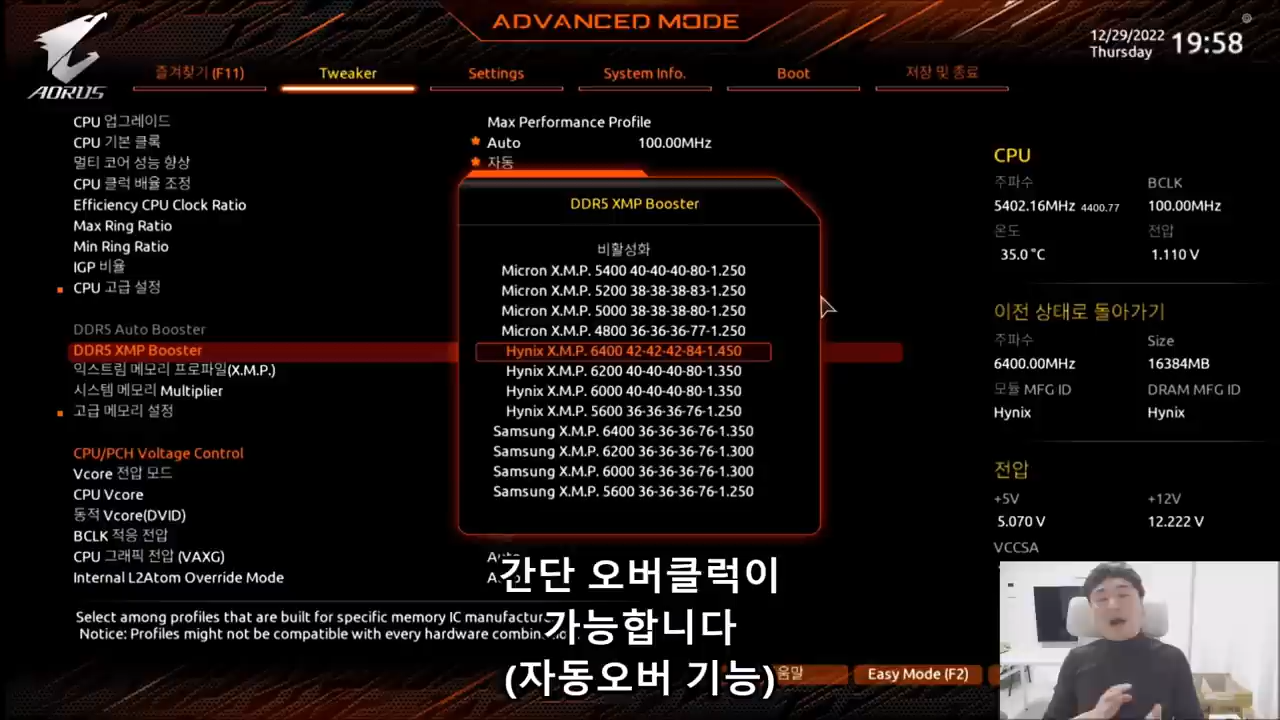 ADVANCED MODE
12/29/2022
Thursday
19:58
AORUS
즐겨찾기 (F11)
Tweaker
Settings
System Info.
Boot
저장 및 종료
CPU 업그레이드
Max Performance Profile
CPU 기본 클록
Auto
100.00MHz
멀티 코어 성능 향상
자동
CPU 클럭 배율 조정
Efficiency CPU Clock Ratio
Max Ring Ratio
Min Ring Ratio
IGP 비율
CPU 고급 설정
DDR5 Auto Booster
DDR5 XMP Booster
익스트림 메모리 프로파일(X.M.P.)
시스템 메모리 Multiplier
고급 메모리 설정
CPU/PCH Voltage Control
Vcore 전압 모드
CPU Vcore
동적 Vcore(DVID)
BCLK 적응 전압
CPU 그래픽 전압 (VAXG)
Internal L2Atom Override Mode
DDR5 XMP Booster
비활성화
Micron X.M.P. 5400 40-40-40-80-1.250
Micron X.M.P. 5200 38-38-38-83-1.250
Micron X.M.P. 5000 38-38-38-80-1.250
Micron X.M.P. 4800 36-36-36-77-1.250
Hynix X.M.P. 6400 42-42-42-84-1.450
Hynix X.M.P. 6200 40-40-40-80-1.350
Hynix X.M.P. 6000 40-40-40-80-1.350
Hynix X.M.P. 5600 36-36-36-76-1.250
Samsung X.M.P. 6400 36-36-36-76-1.350
Samsung X.M.P. 6200 36-36-36-76-1.300
Samsung X.M.P. 6000 36-36-36-76-1.300
Samsung X.M.P. 5600 36-36-36-76-1.250
CPU
주파수
BCLK
5402.16MHz 4400.77
100.00MHz
온도
전압
35.0 °C
1.110 V
이전 상태로 돌아가기
주파수
Size
6400.00MHz
16384MB
모듈 MFG ID
DRAM MFG ID
Hynix
Hynix
전압
+5V
+12V
5.070 V
12.222 V
VCCSA
Select among profiles that are built for specific memory IC
Notice: Profiles might not be compatible with every hardware
간단 오버클럭이
가능합니다
(자동오버 기능)
Easy Mode (F2)